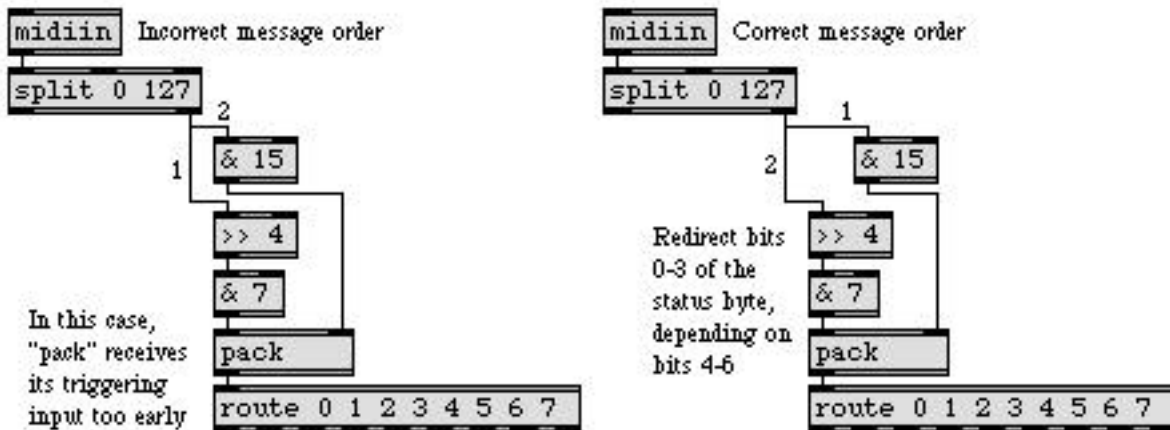 midiin
Incorrect message order
split 0 127
2
& 15
1
>> 4
& 7
In this case,
"pack" receives
its triggering
input too early
pack
route 0 1 2 3 4 5 6 7
midiin
Correct message order
split 0 127
1
& 15
2
>> 4
& 7
Redirect bits
0-3 of the
status byte,
depending on
bits 4-6
pack
route 0 1 2 3 4 5 6 7